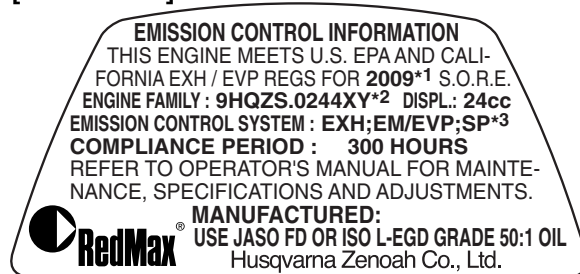 EMISSION CONTROL INFORMATION
THIS ENGINE MEETS U.S. EPA AND CALI-
FORNIA EXH / EVP REGS FOR 2009*1 S.O.R.E.
ENGINE FAMILY : 9HQZS.0244XY*2 DISPL.: 24cc
EMISSION CONTROL SYSTEM : EXH;EM/EVP;SP*3
COMPLIANCE PERIOD : 300 HOURS
REFER TO OPERATOR'S MANUAL FOR MAINTE-
NANCE, SPECIFICATIONS AND ADJUSTMENTS.
MANUFACTURED:
RedMax® USE JASO FD OR ISO L-EGD GRADE 50:1 OIL
Husqvarna Zenoah Co., Ltd.